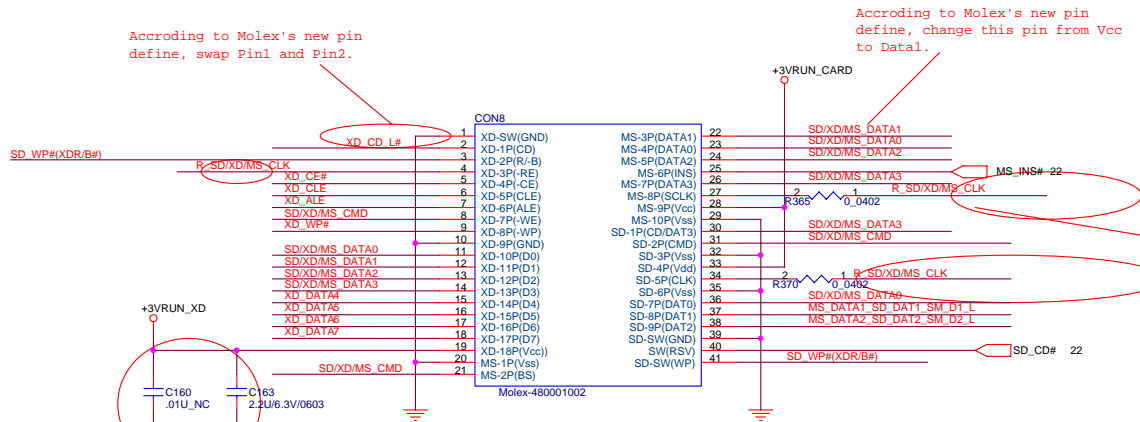 Accroding to Molex's new pin
define, swap Pin1 and Pin2.
Accroding to Molex's new pin
define, change this pin from Vcc
to Data1.
+3VRUN_CARD
CON8
1 XD-SW(GND)
XD_CD_L# 2 XD-1P(CD)
SD_WP#(XDR/B#) 3 XD-2P(R/-B)
R_SD/XD/MS_CLK 4 XD-3P(-RE)
XD_CE# 5 XD-4P(-CE)
XD_CLE 6 XD-5P(CLE)
XD_ALE 7 XD-6P(ALE)
SD/XD/MS_CMD 8 XD-7P(-WE)
XD_WP# 9 XD-8P(-WP)
10 XD-9P(GND)
SD/XD/MS_DATA0 11 XD-10P(D0)
SD/XD/MS_DATA1 12 XD-11P(D1)
SD/XD/MS_DATA2 13 XD-12P(D2)
SD/XD/MS_DATA3 14 XD-13P(D3)
XD_DATA4 15 XD-14P(D4)
XD_DATA5 16 XD-15P(D5)
XD_DATA6 17 XD-16P(D6)
XD_DATA7 18 XD-17P(D7)
19 XD-18P(Vcc))
20 MS-1P(Vss)
SD/XD/MS_CMD 21 MS-2P(BS)
MS-3P(DATA1) 22 SD/XD/MS_DATA1
MS-4P(DATA0) 23 SD/XD/MS_DATA0
MS-5P(DATA2) 24 SD/XD/MS_DATA2
MS-6P(INS) 25 MS_INS# 22
MS-7P(DATA3) 26 SD/XD/MS_DATA3
MS-8P(SCLK) 27 2 1 R_SD/XD/MS_CLK
R365 0_0402
MS-9P(Vcc) 28
MS-10P(Vss) 29
SD-1P(CD/DAT3) 30 SD/XD/MS_DATA3
SD-2P(CMD) 31 SD/XD/MS_CMD
SD-3P(Vss) 32
SD-4P(Vdd) 33
SD-5P(CLK) 34 2 1 R_SD/XD/MS_CLK
R370 0_0402
SD-6P(Vss) 35
SD-7P(DAT0) 36 SD/XD/MS_DATA0
SD-8P(DAT1) 37 MS_DATA1_SD_DAT1_SM_D1_L
SD-9P(DAT2) 38 MS_DATA2_SD_DAT2_SM_D2_L
SD-SW(GND) 39
SW(RSV) 40 SD_CD# 22
SD-SW(WP) 41 SD_WP#(XDR/B#)
Molex-480001002
+3VRUN_XD
C160
.01U_NC
C163
2.2U/6.3V/0603